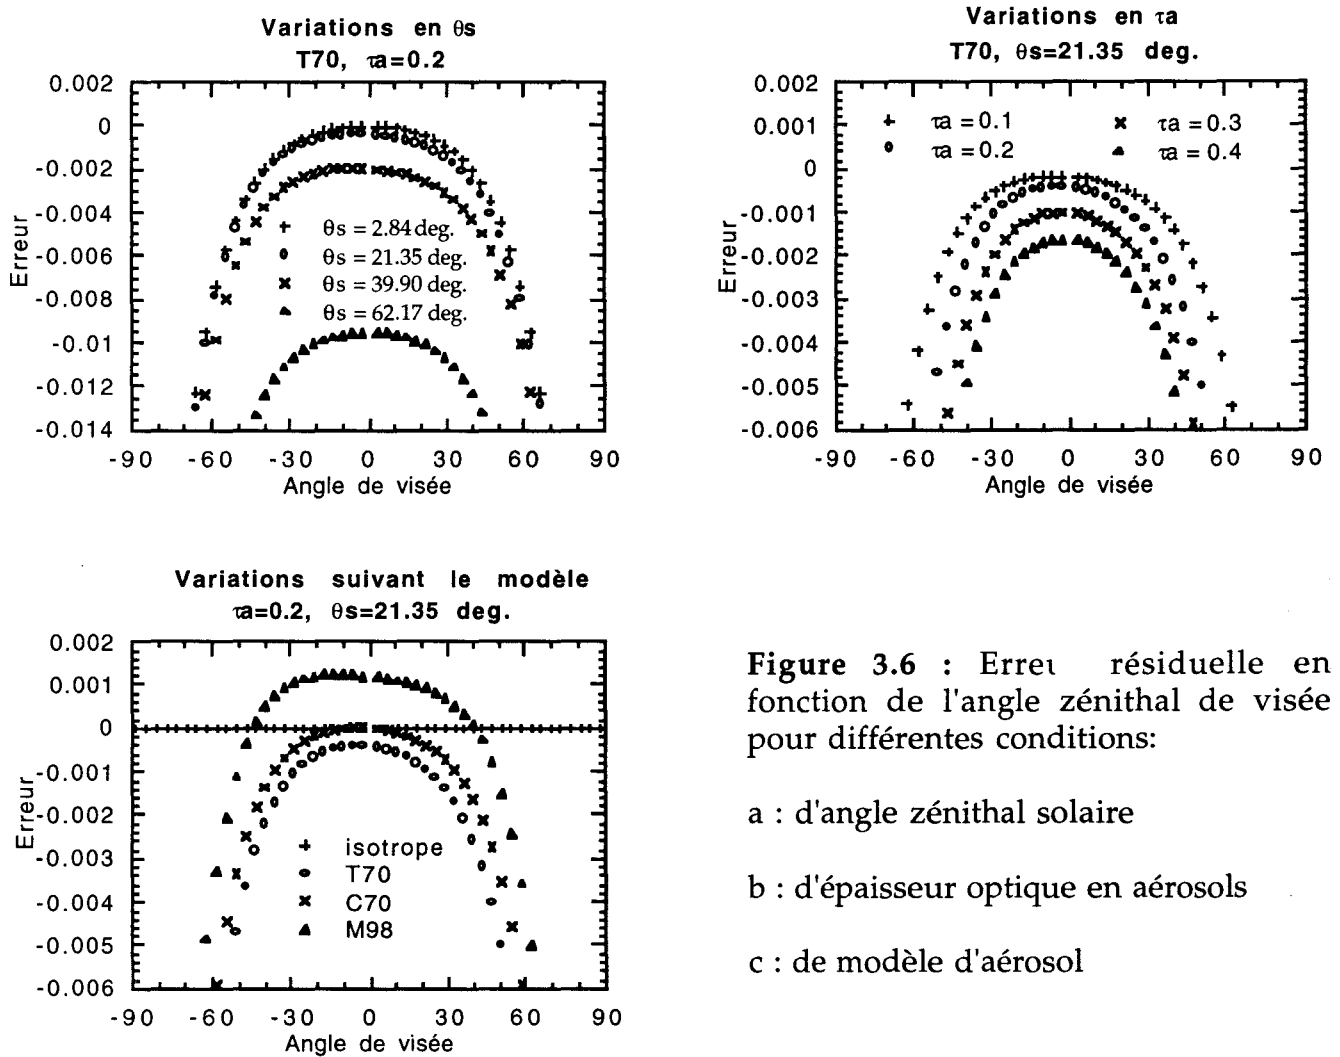 Variations en θs
T70, τa=0.2
0.002
0
-0.002
-0.004
-0.006
-0.008
-0.01
-0.012
-0.014
Erreur
θs = 2.84 deg.
θs = 21.35 deg.
θs = 39.90 deg.
θs = 62.17 deg.
-90 -60 -30 0 30 60 90
Angle de visée
Variations en τa
T70, θs=21.35 deg.
0.002
0.001
0
-0.001
-0.002
-0.003
-0.004
-0.005
-0.006
Erreur
τa = 0.1
τa = 0.2
τa = 0.3
τa = 0.4
-90 -60 -30 0 30 60 90
Angle de visée
Variations suivant le modèle
τa=0.2, θs=21.35 deg.
0.002
0.001
0
-0.001
-0.002
-0.003
-0.004
-0.005
-0.006
Erreur
isotrope
T70
C70
M98
-90 -60 -30 0 30 60 90
Angle de visée
Figure 3.6 : résiduelle en
fonction de l'angle zénithal de visée
pour différentes conditions:
a : d'angle zénithal solaire
b : d'épaisseur optique en aérosols
c : de modèle d'aérosol